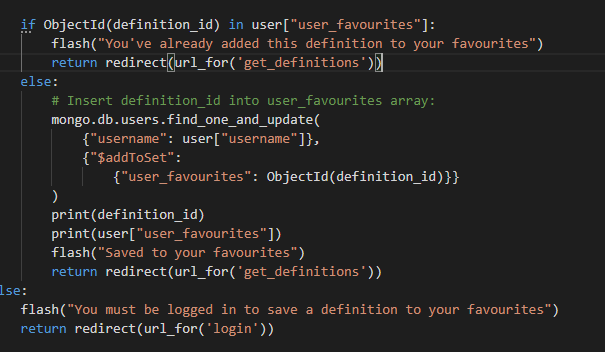 if ObjectId(definition_id) in user["user_favourites"]:
flash("You've already added this definition to your favourites")
return redirect(url_for('get_definitions'))
else:
# Insert definition_id into user_favourites array:
mongo.db.users.find_one_and_update(
{"username": user["username"]},
{"$addToSet":
{"user_favourites": ObjectId(definition_id)}}
)
print(definition_id)
print(user["user_favourites"])
flash("Saved to your favourites")
return redirect(url_for('get_definitions'))
lse:
flash("You must be logged in to save a definition to your favourites")
return redirect(url_for('login'))